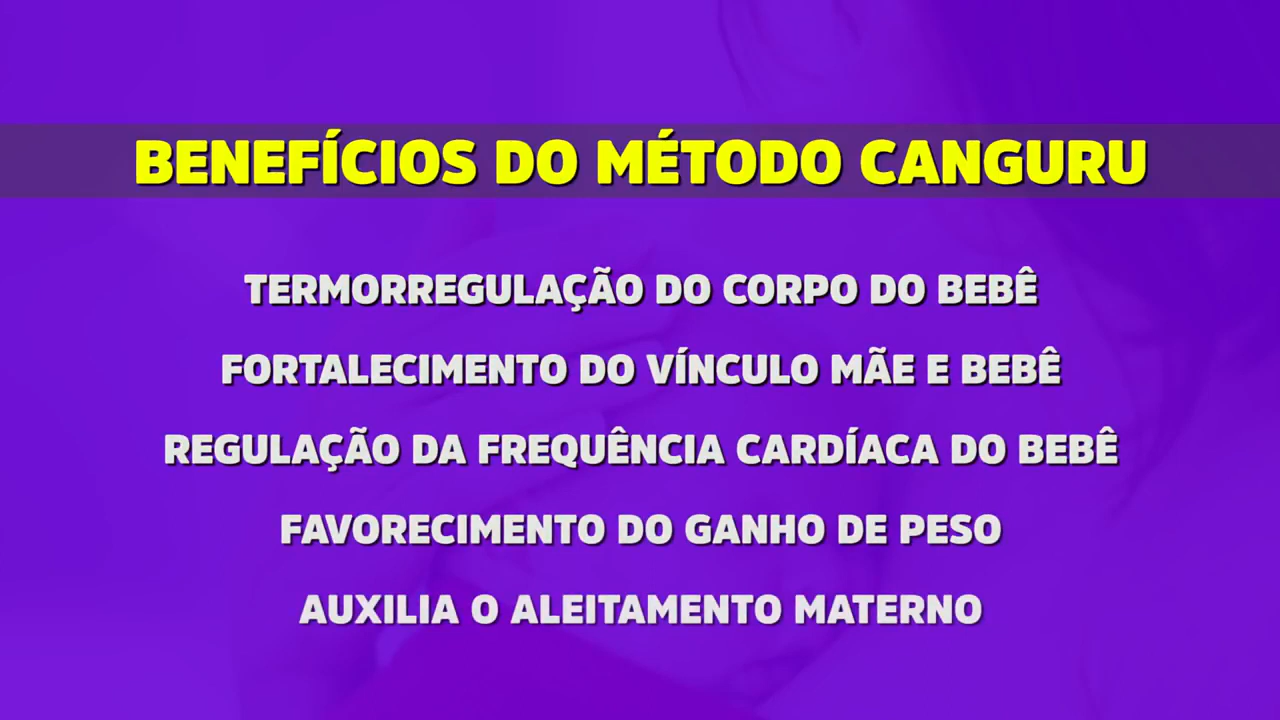 BENEFÍCIOS DO MÉTODO CANGURU
TERMORREGULAÇÃO DO CORPO DO BEBÊ
FORTALECIMENTO DO VÍNCULO MÃE E BEBÊ
REGULAÇÃO DA FREQUÊNCIA CARDÍACA DO BEBÊ
FAVORECIMENTO DO GANHO DE PESO
AUXILIA O ALEITAMENTO MATERNO